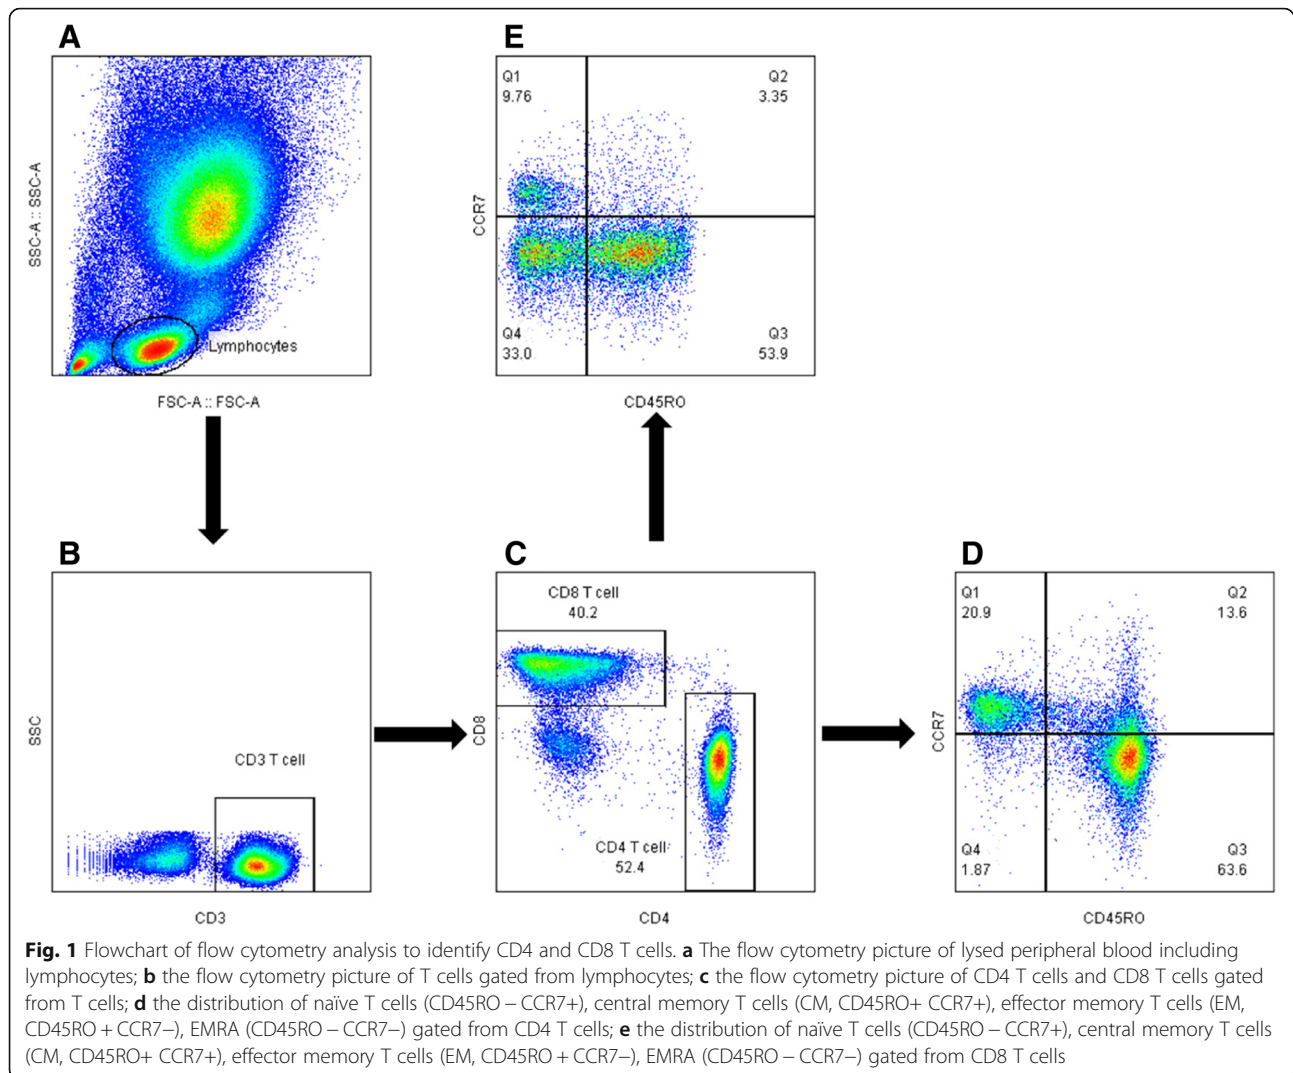 A
SSC-A :: SSC-A
Lymphocytes
FSC-A :: FSC-A
E
Q1
9.76
Q2
3.35
CCR7
Q4
33.0
Q3
53.9
CD45RO
B
SSC
CD3 T cell
CD3
C
CD8 T cell
40.2
CD8
CD4 T cell
52.4
CD4
D
Q1
20.9
Q2
13.6
CCR7
Q4
1.87
Q3
63.6
CD45RO
Fig. 1 Flowchart of flow cytometry analysis to identify CD4 and CD8 T cells. a The flow cytometry picture of lysed peripheral blood including
lymphocytes; b the flow cytometry picture of T cells gated from lymphocytes; c the flow cytometry picture of CD4 T cells and CD8 T cells gated
from T cells; d the distribution of naïve T cells (CD45RO − CCR7+), central memory T cells (CM, CD45RO+ CCR7+), effector memory T cells (EM,
CD45RO + CCR7−), EMRA (CD45RO − CCR7−) gated from CD4 T cells; e the distribution of naïve T cells (CD45RO − CCR7+), central memory T cells
(CM, CD45RO+ CCR7+), effector memory T cells (EM, CD45RO + CCR7−), EMRA (CD45RO − CCR7−) gated from CD8 T cells